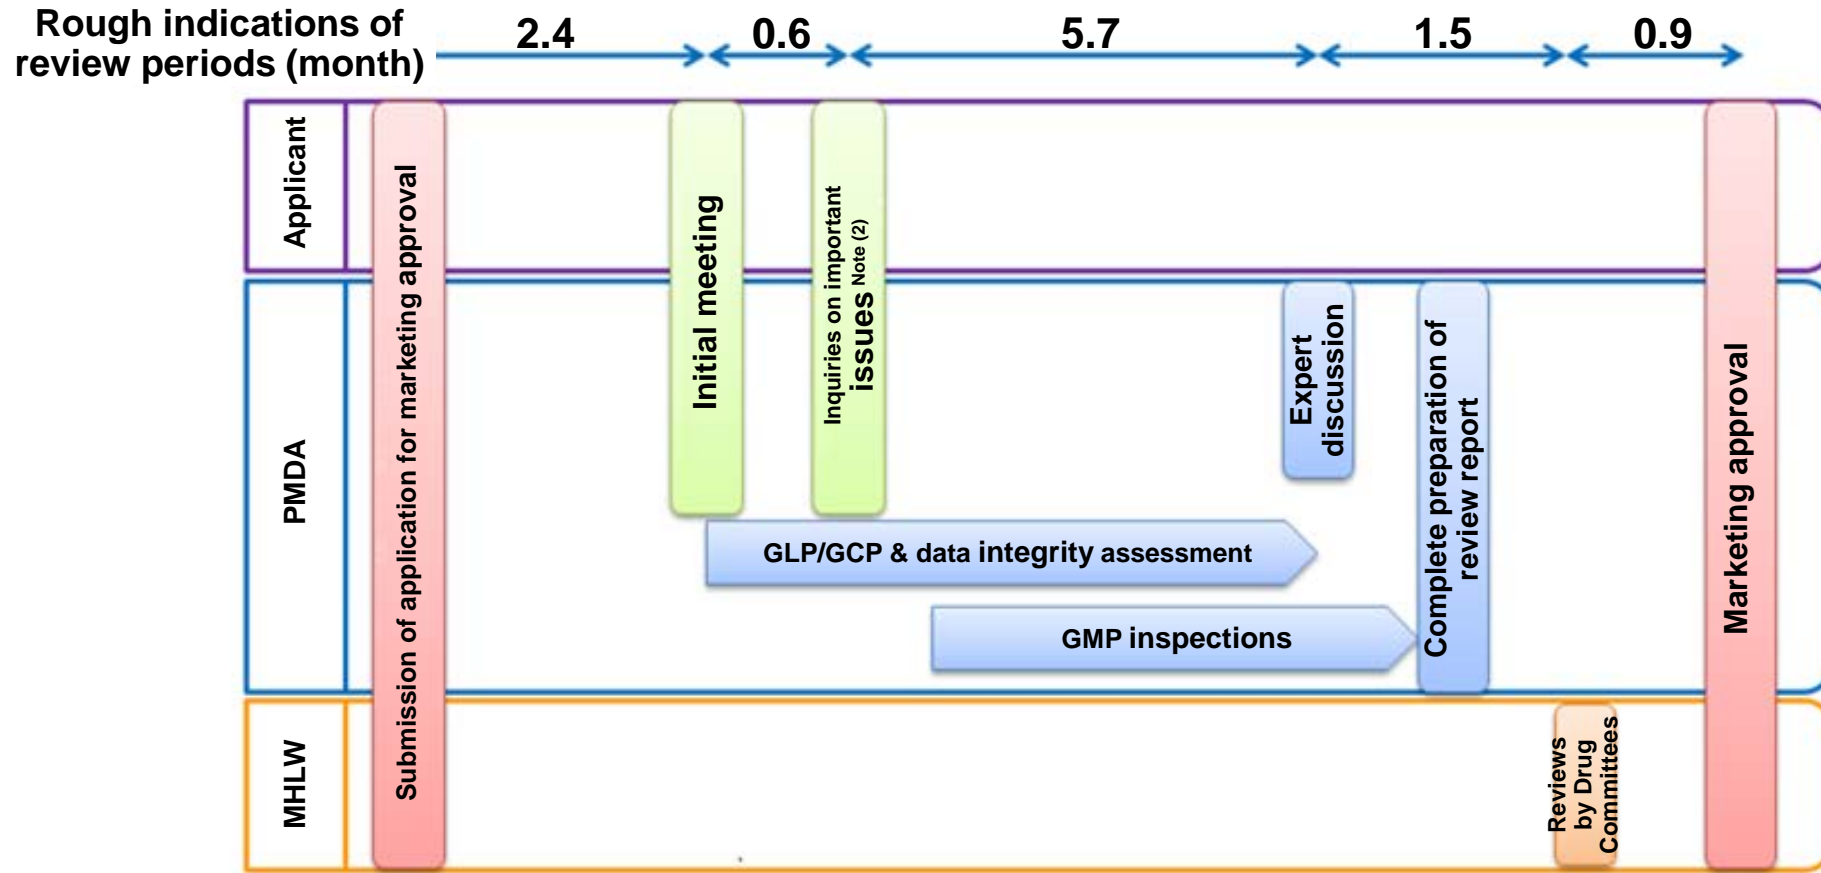 Rough indications of
review periods (month)
2.4
0.6
5.7
1.5
0.9
Applicant
PMDA
MHLW
Submission of application for marketing approval
Initial meeting
Inquiries on important
issues Note (2)
Expert
discussion
Complete preparation of
review report
GLP/GCP & data integrity assessment
GMP inspections
Reviews
by Drug
Committees
Marketing approval